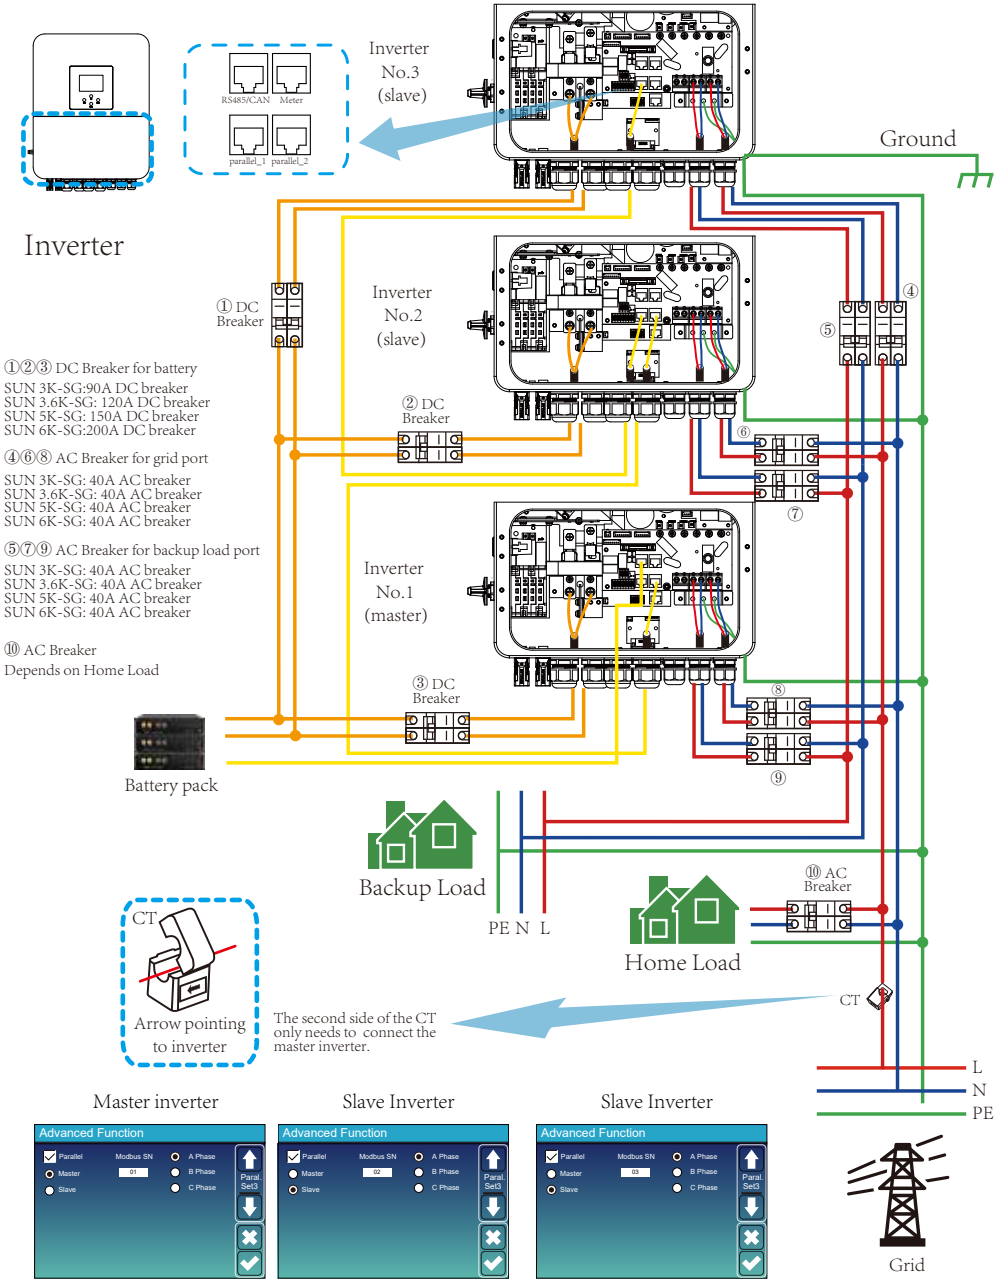 RS485/CAN
Meter
parallel_1
parallel_2
Inverter
No.3
(slave)
Ground
Inverter
① DC
Breaker
Inverter
No.2
(slave)
④
⑤
①②③ DC Breaker for battery
SUN 3K-SG:90A DC breaker
SUN 3.6K-SG: 120A DC breaker
SUN 5K-SG: 150A DC breaker
SUN 6K-SG:200A DC breaker
② DC
Breaker
⑥
⑦
④⑥⑧ AC Breaker for grid port
SUN 3K-SG: 40A AC breaker
SUN 3.6K-SG: 40A AC breaker
SUN 5K-SG: 40A AC breaker
SUN 6K-SG: 40A AC breaker
⑤⑦⑨ AC Breaker for backup load port
SUN 3K-SG: 40A AC breaker
SUN 3.6K-SG: 40A AC breaker
SUN 5K-SG: 40A AC breaker
SUN 6K-SG: 40A AC breaker
Inverter
No.1
(master)
⑩ AC Breaker
Depends on Home Load
③ DC
Breaker
⑧
⑨
Battery pack
Backup Load
PE N L
⑩ AC
Breaker
Home Load
CT
Arrow pointing
to inverter
The second side of the CT
only needs to connect the
master inverter.
CT
L
N
PE
Master inverter
Advanced Function
Parallel
Modbus SN
A Phase
Master
01
B Phase
Slave
C Phase
Paral.
Set3
Slave Inverter
Advanced Function
Parallel
Modbus SN
A Phase
Master
02
B Phase
Slave
C Phase
Paral.
Set3
Slave Inverter
Advanced Function
Parallel
Modbus SN
A Phase
Master
03
B Phase
Slave
C Phase
Paral.
Set3
Grid